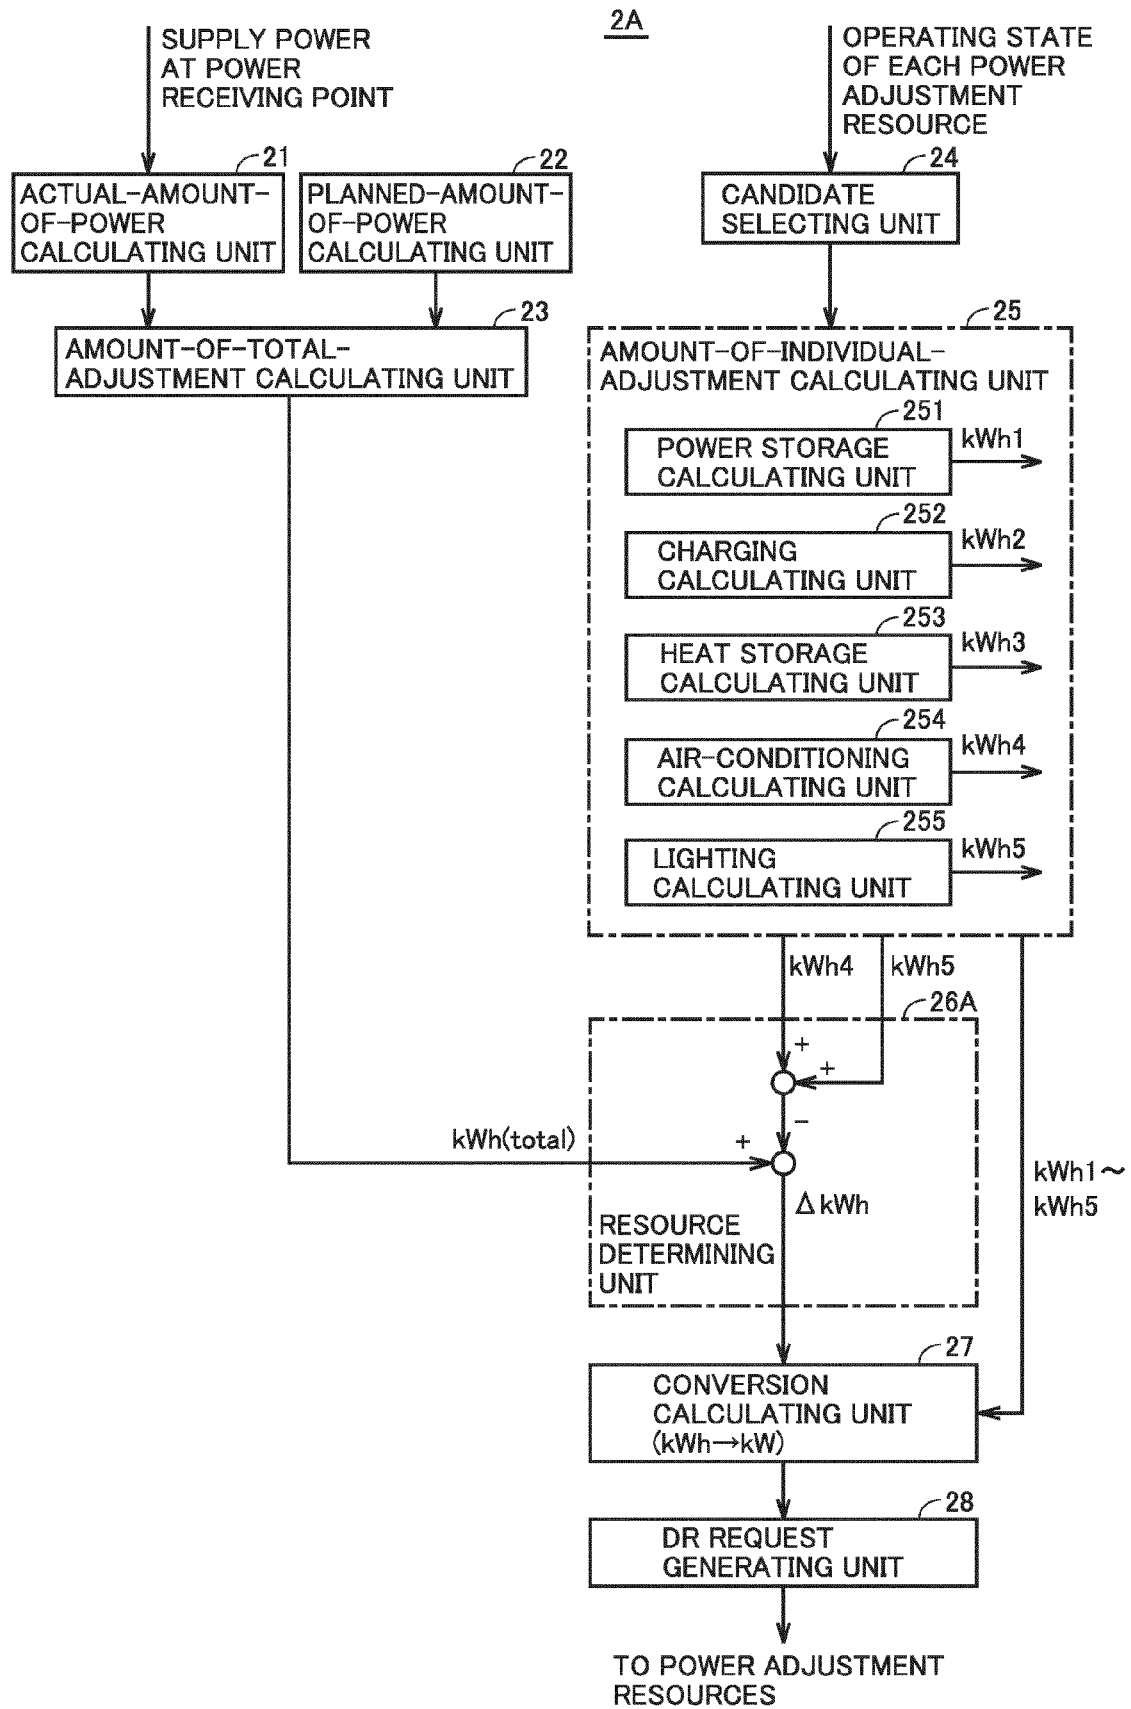 2A
SUPPLY POWER
AT POWER
RECEIVING POINT
OPERATING STATE
OF EACH POWER
ADJUSTMENT
RESOURCE
21
ACTUAL-AMOUNT-
OF-POWER
CALCULATING UNIT
22
PLANNED-AMOUNT-
OF-POWER
CALCULATING UNIT
24
CANDIDATE
SELECTING UNIT
23
AMOUNT-OF-TOTAL-
ADJUSTMENT CALCULATING UNIT
25
AMOUNT-OF-INDIVIDUAL-
ADJUSTMENT CALCULATING UNIT
251
POWER STORAGE
CALCULATING UNIT
kWh1
252
CHARGING
CALCULATING UNIT
kWh2
253
HEAT STORAGE
CALCULATING UNIT
kWh3
254
AIR-CONDITIONING
CALCULATING UNIT
kWh4
255
LIGHTING
CALCULATING UNIT
kWh5
kWh4
kWh5
26A
+
+
−
kWh(total)
+
ΔkWh
kWh1～
kWh5
RESOURCE
DETERMINING
UNIT
27
CONVERSION
CALCULATING UNIT
(kWh→kW)
28
DR REQUEST
GENERATING UNIT
TO POWER ADJUSTMENT
RESOURCES